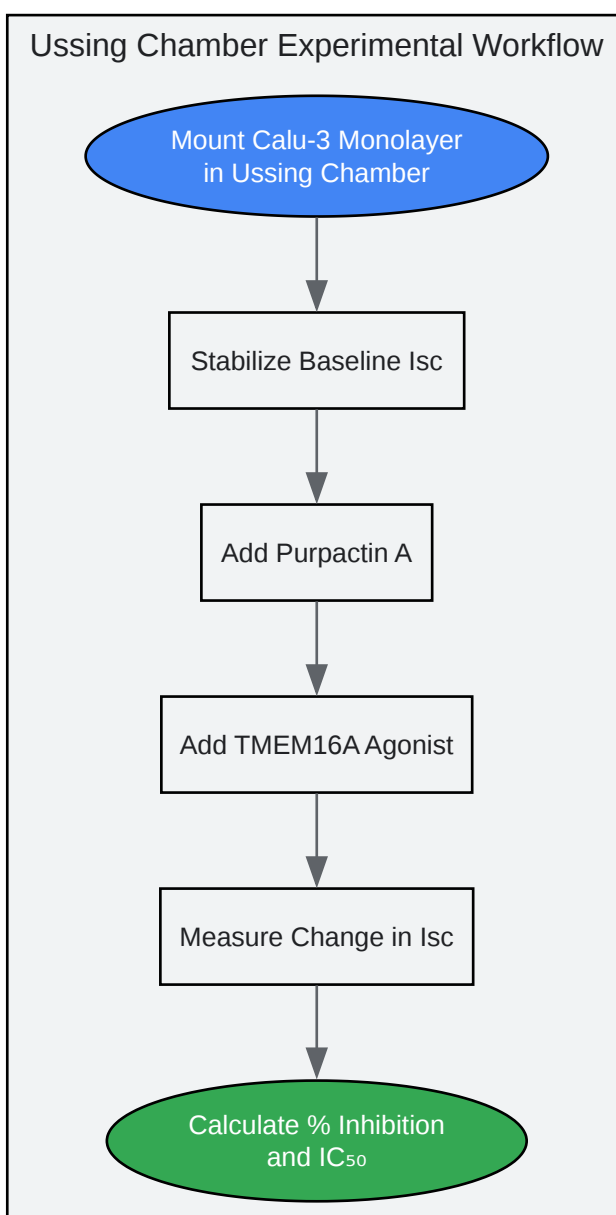 Ussing Chamber Experimental Workflow
Mount Calu-3 Monolayer
in Ussing Chamber
Stabilize Baseline Isc
Add Purpactin A
Add TMEM16A Agonist
Measure Change in Isc
Calculate % Inhibition
and IC₅₀